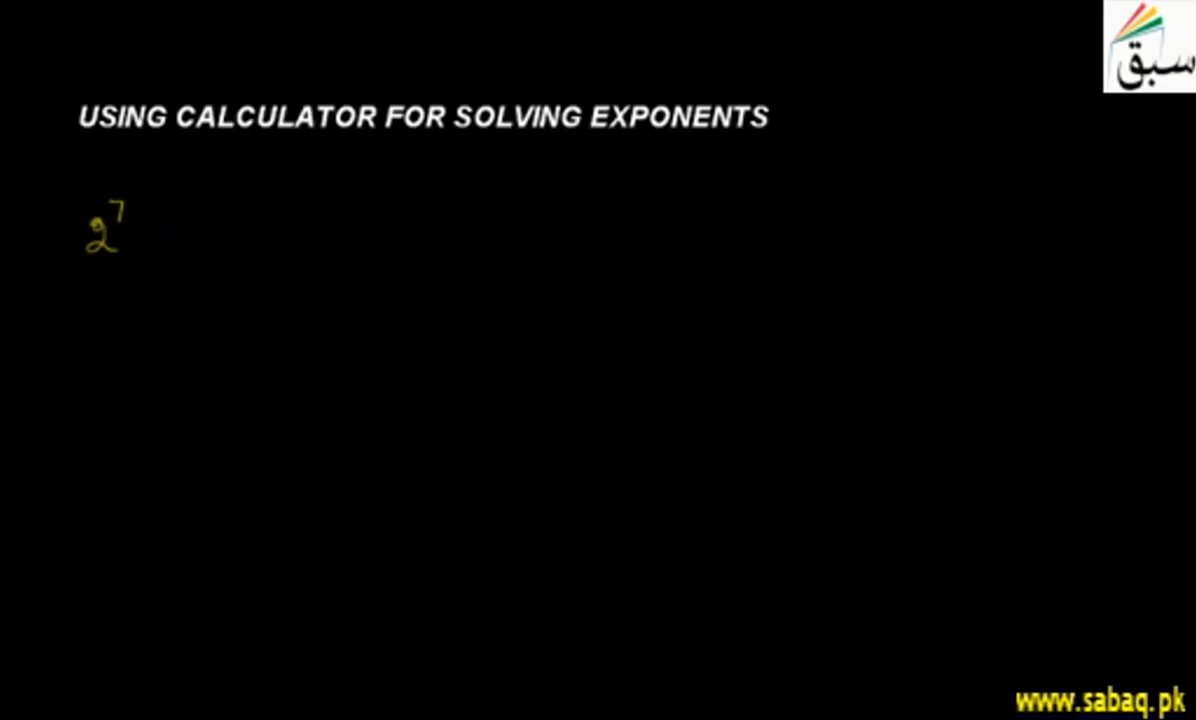 سبق
USING CALCULATOR FOR SOLVING EXPONENTS
2⁷
www.sabaq.pk